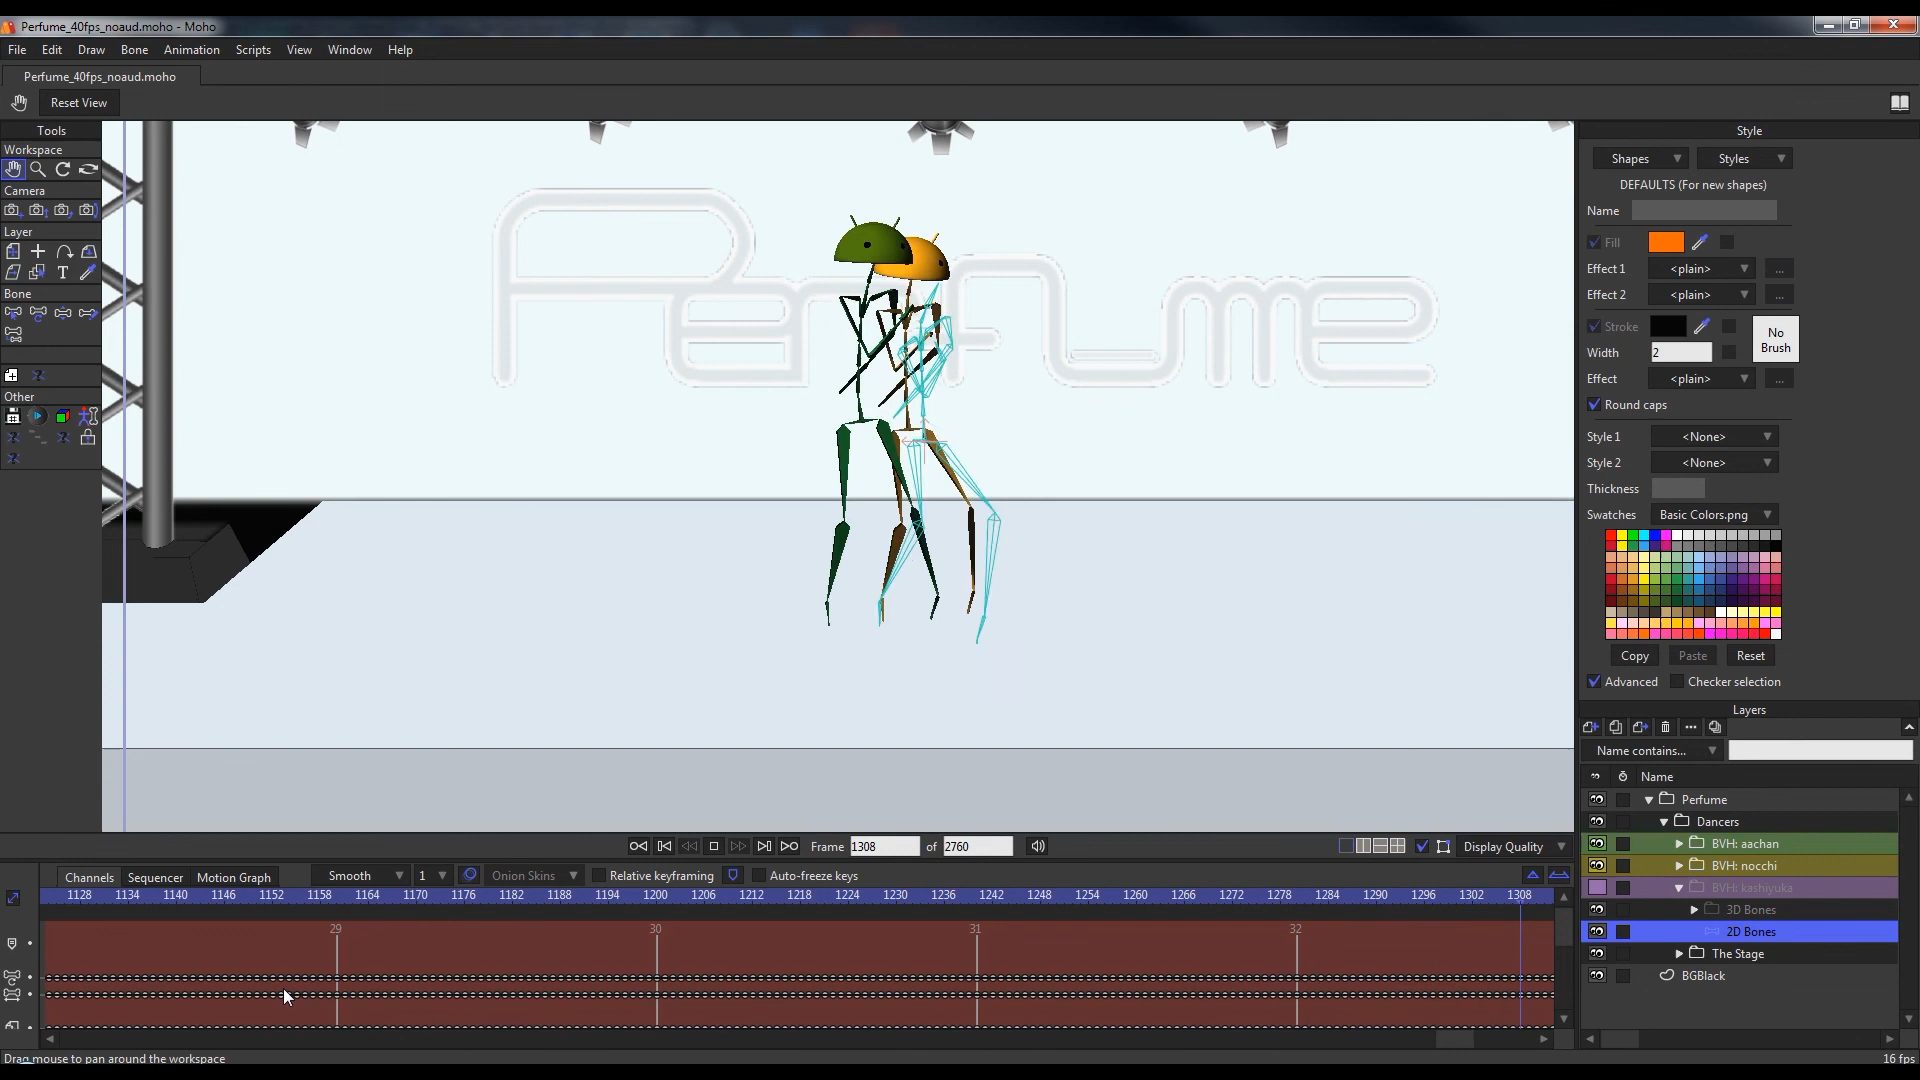 Perfume_40fps_noaud.moho - Moho
File Edit Draw Bone Animation Scripts View Window Help
Perfume_40fps_noaud.moho
Reset View
Tools
Workspace
Camera
Layer
T
Bone
Other
Perfume
Style
Shapes Styles
DEFAULTS (For new shapes)
Name
Fill
Effect 1 <plain> ...
Effect 2 <plain> ...
Stroke
No Brush
Width 2
Effect <plain> ...
Round caps
Style 1 <None>
Style 2 <None>
Thickness
Swatches Basic Colors.png
Copy Paste Reset
Advanced Checker selection
Layers
Name contains...
Name
Perfume
Dancers
BVH: aachan
BVH: nocchi
BVH: kashiyuka
3D Bones
2D Bones
The Stage
BGBlack
Frame 1308 of 2760 Display Quality
Channels Sequencer Motion Graph Smooth 1 Onion Skins Relative keyframing Auto-freeze keys
1128 1134 1140 1146 1152 1158 1164 1170 1176 1182 1188 1194 1200 1206 1212 1218 1224 1230 1236 1242 1248 1254 1260 1266 1272 1278 1284 1290 1296 1302 1308
29 30 31 32
Drag mouse to pan around the workspace 16 fps